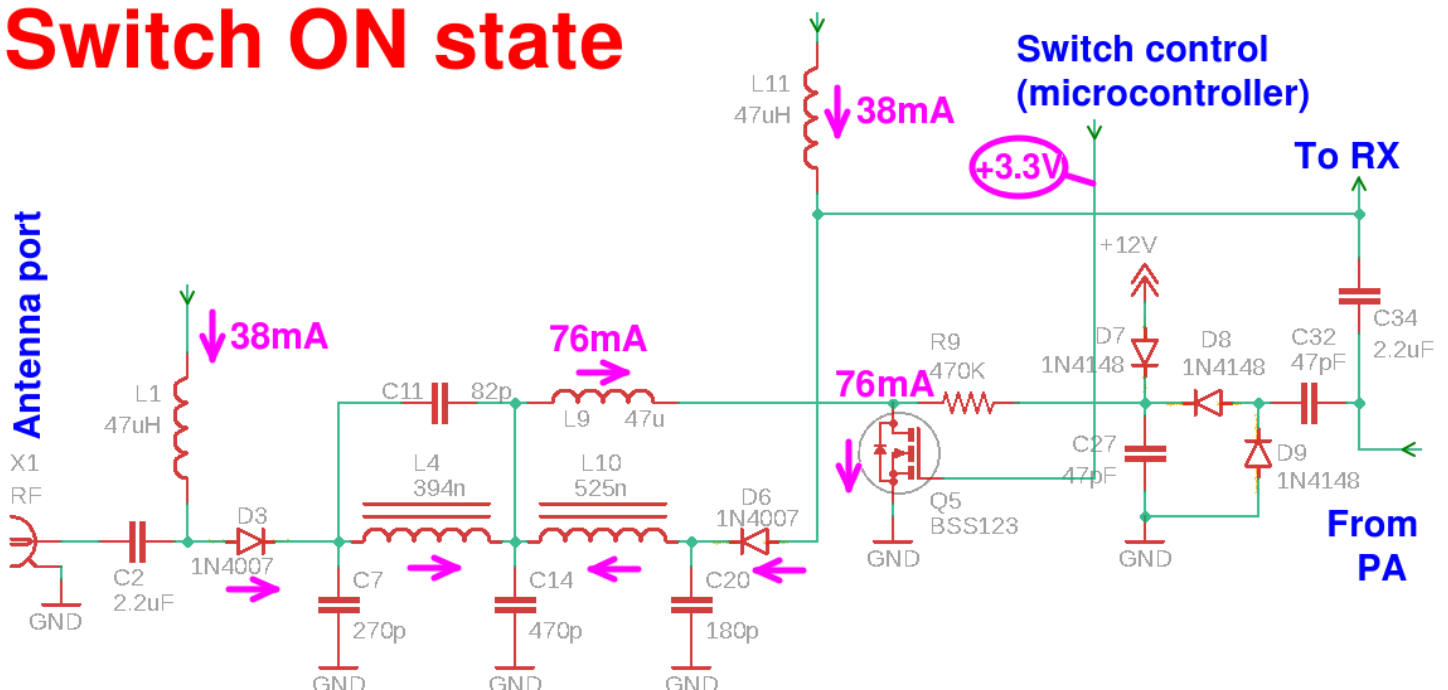 Switch ON state
L11
47uH
38mA
Switch control
(microcontroller)
+3.3V
To RX
+12V
Antenna port
38mA
L1
47uH
76mA
C11
82p
L9
47u
76mA
R9
470K
D7
1N4148
D8
1N4148
C32
47pF
C34
2.2uF
X1
RF
C2
2.2uF
GND
D3
1N4007
L4
394n
L10
525n
D6
1N4007
Q5
BSS123
GND
C27
47pF
GND
D9
1N4148
From
PA
C7
270p
GND
C14
470p
GND
C20
180p
GND